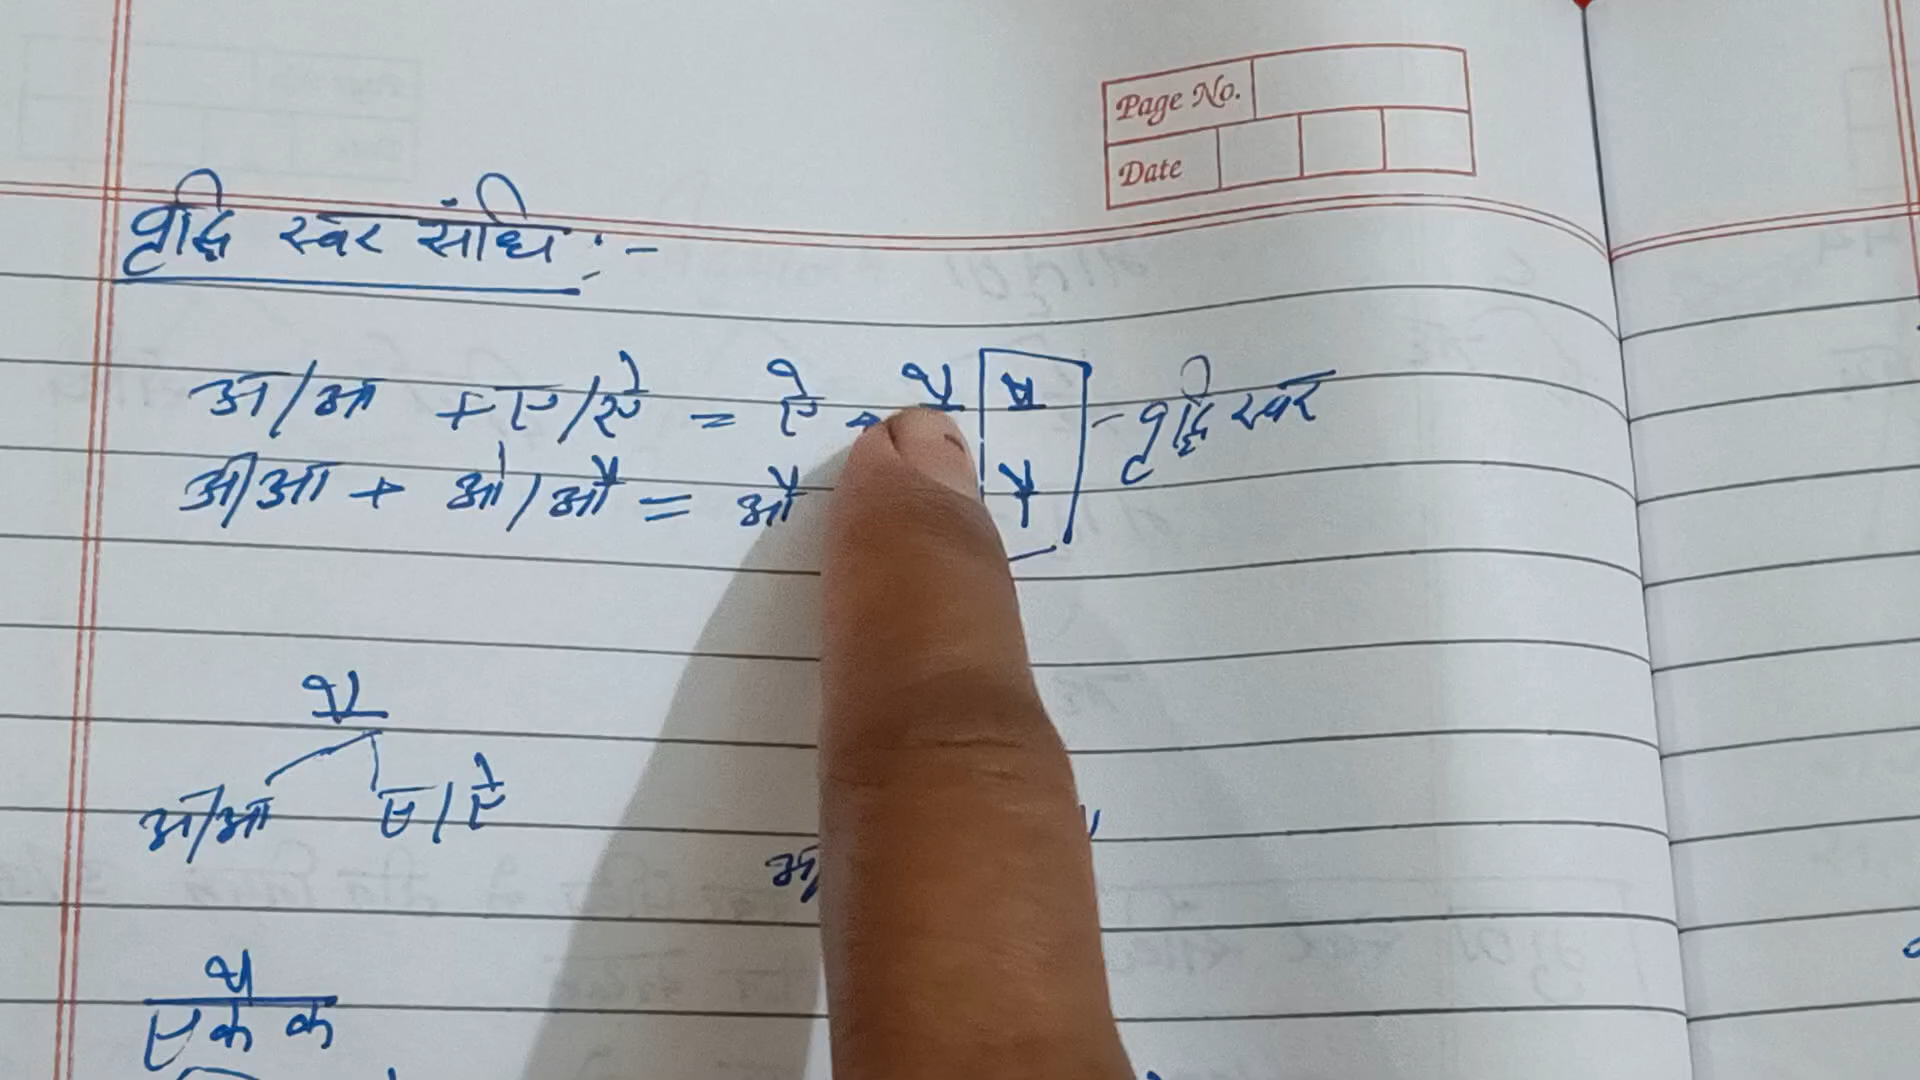 Page No.
Date
वृद्धि स्वर संधि :-
अ/आ + ए/ऐ = ऐ - वृद्धि स्वर
अ/आ + ओ/औ = औ
अ/आ ए/ऐ
एकैक